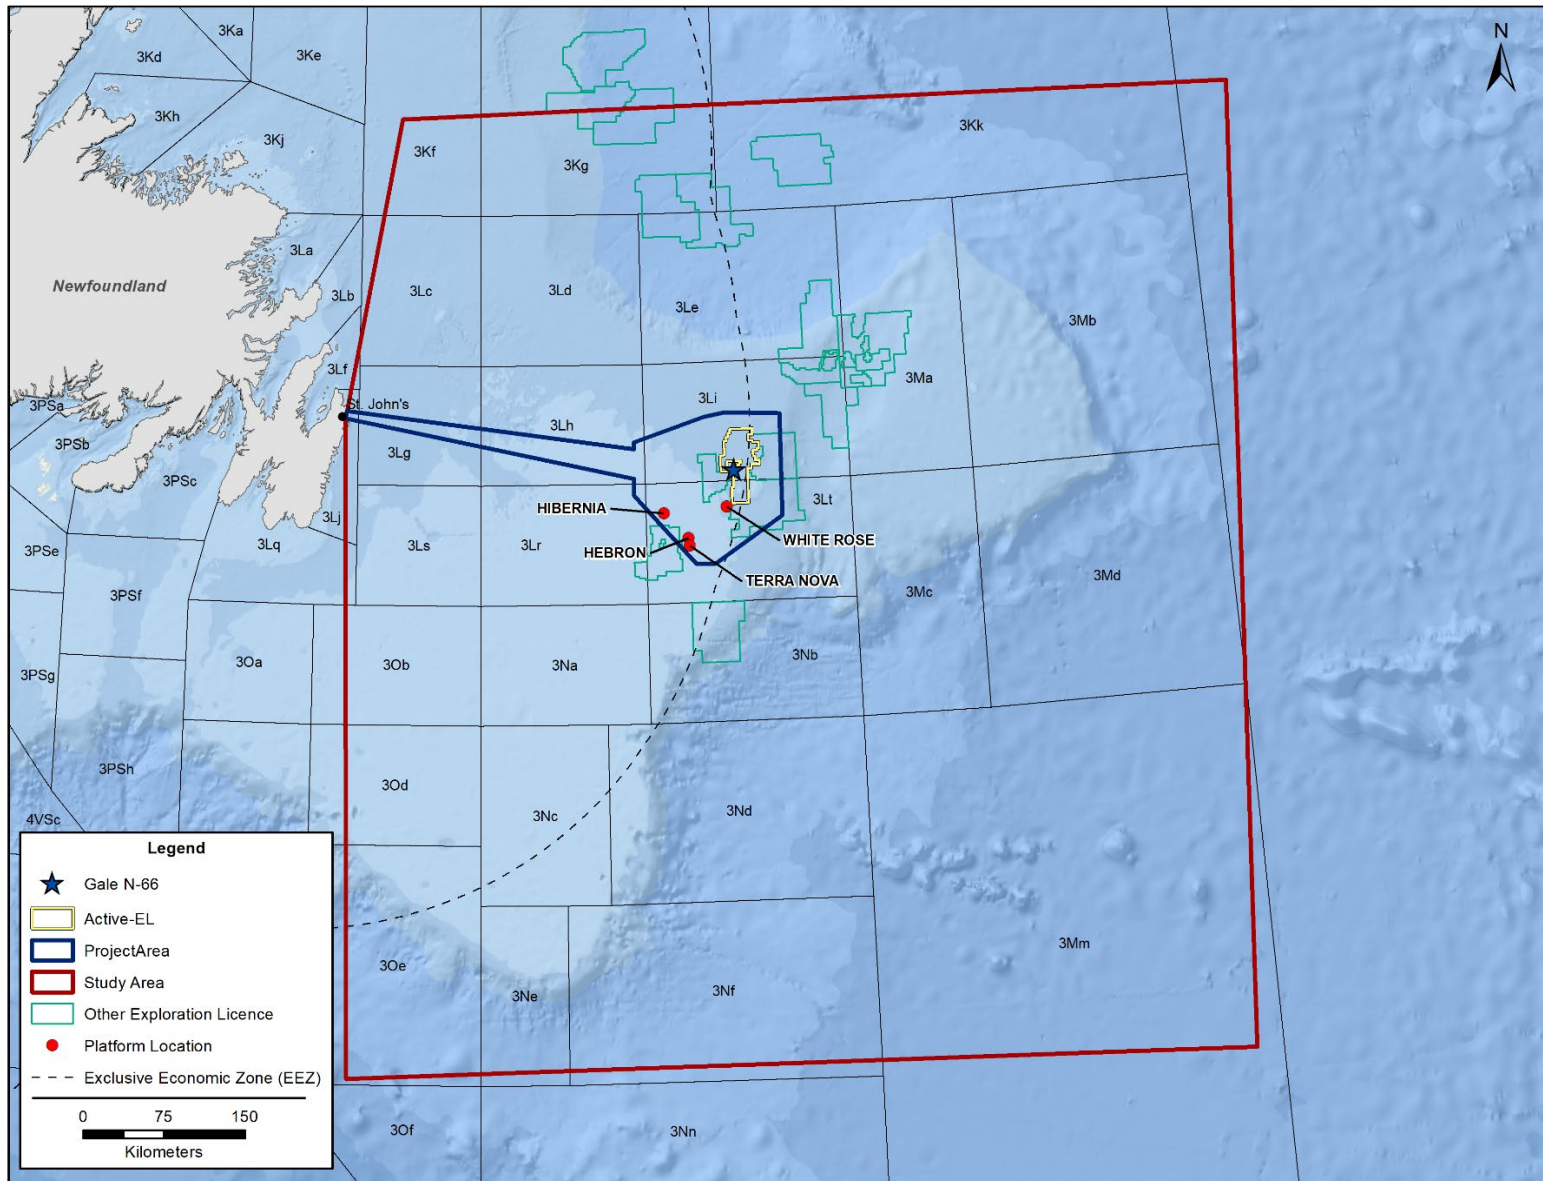 3Ka
N
3Kd
3Ke
3Kh
3Kj
3Kf
3Kg
3Kk
3La
Newfoundland
3Lb
3Lc
3Ld
3Le
3Mb
3Lf
3Ma
3PSa
St. John's
3Li
3Lh
3PSb
3Lg
3PSc
3Lt
HIBERNIA
3Lj
3Lq
3Ls
3Lr
WHITE ROSE
3PSe
HEBRON
TERRA NOVA
3Md
3PSf
3Mc
3Oa
3Ob
3Na
3Nb
3PSg
3PSh
3Od
3Nc
3Nd
4VSc
3Mm
3Oe
3Ne
3Nf
3Of
3Nn
Legend
Gale N-66
Active-EL
ProjectArea
Study Area
Other Exploration Licence
Platform Location
Exclusive Economic Zone (EEZ)
0 75 150
Kilometers